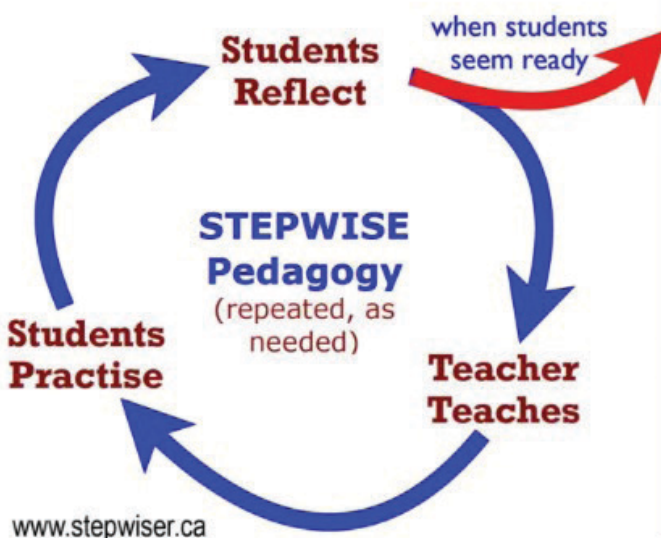 when students
seem ready
Students
Reflect
STEPWISE
Pedagogy
(repeated, as
needed)
Teacher
Teaches
Students
Practise
www.stepwiser.ca